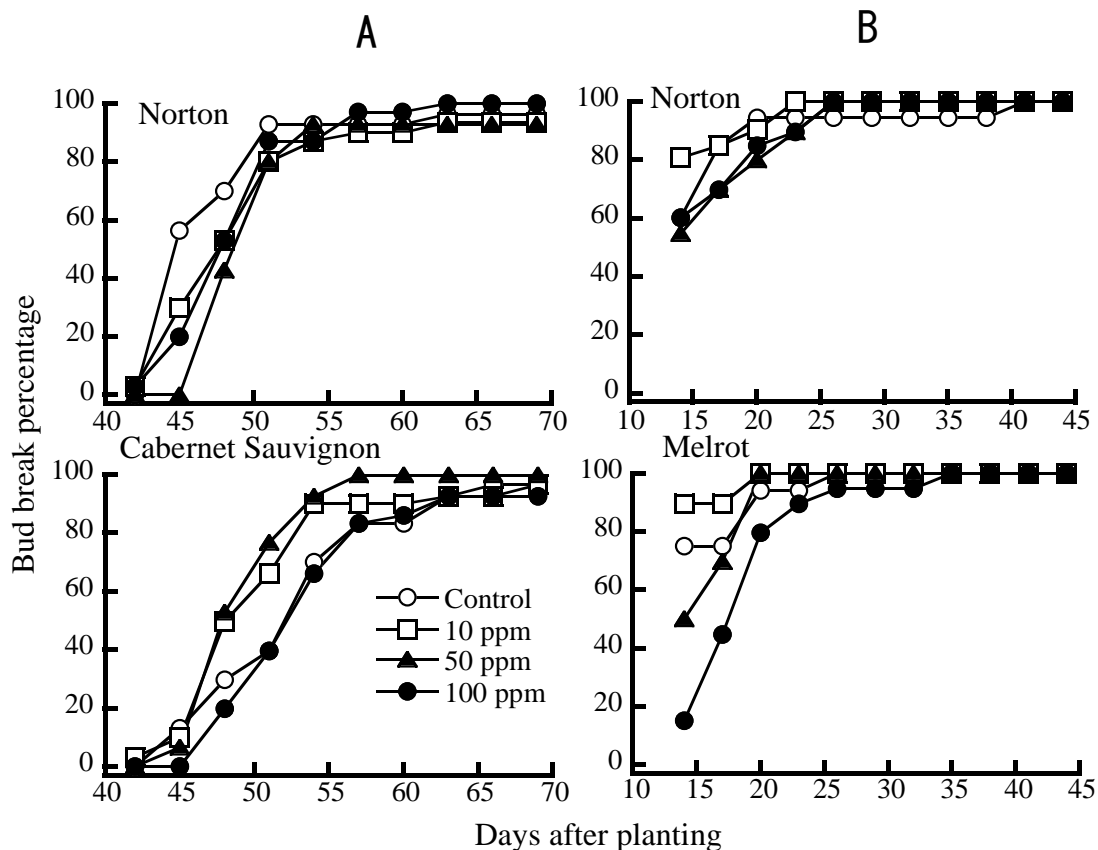 A
B
Norton
100
80
60
40
20
0
40 45 50 55 60 65 70
Norton
100
80
60
40
20
0
10 15 20 25 30 35 40 45
Cabernet Sauvignon
100
80
60
40
20
0
40 45 50 55 60 65 70
Control
10 ppm
50 ppm
100 ppm
Melrot
100
80
60
40
20
0
10 15 20 26 30 35 40 45
Bud break percentage
Days after planting